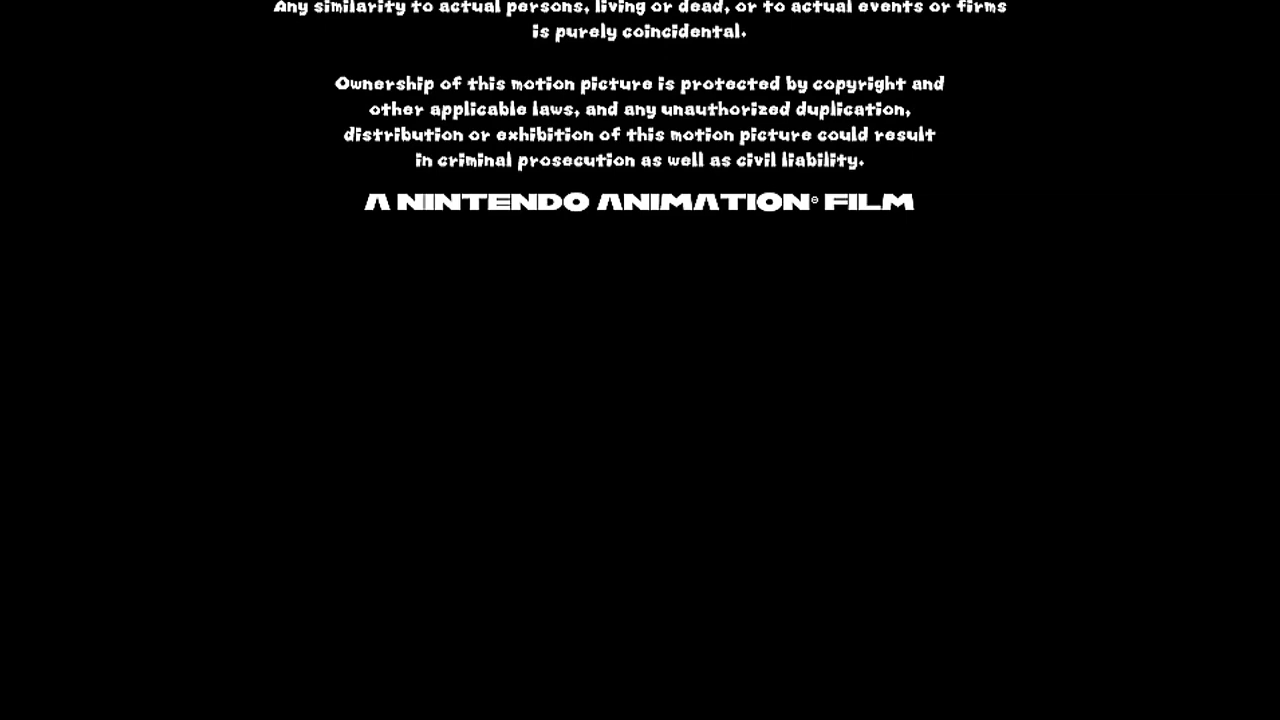 Any similarity to actual persons, living or dead, or to actual events or firms
is purely coincidental.
Ownership of this motion picture is protected by copyright and
other applicable laws, and any unauthorized duplication,
distribution or exhibition of this motion picture could result
in criminal prosecution as well as civil liability.
A NINTENDO ANIMATION® FILM